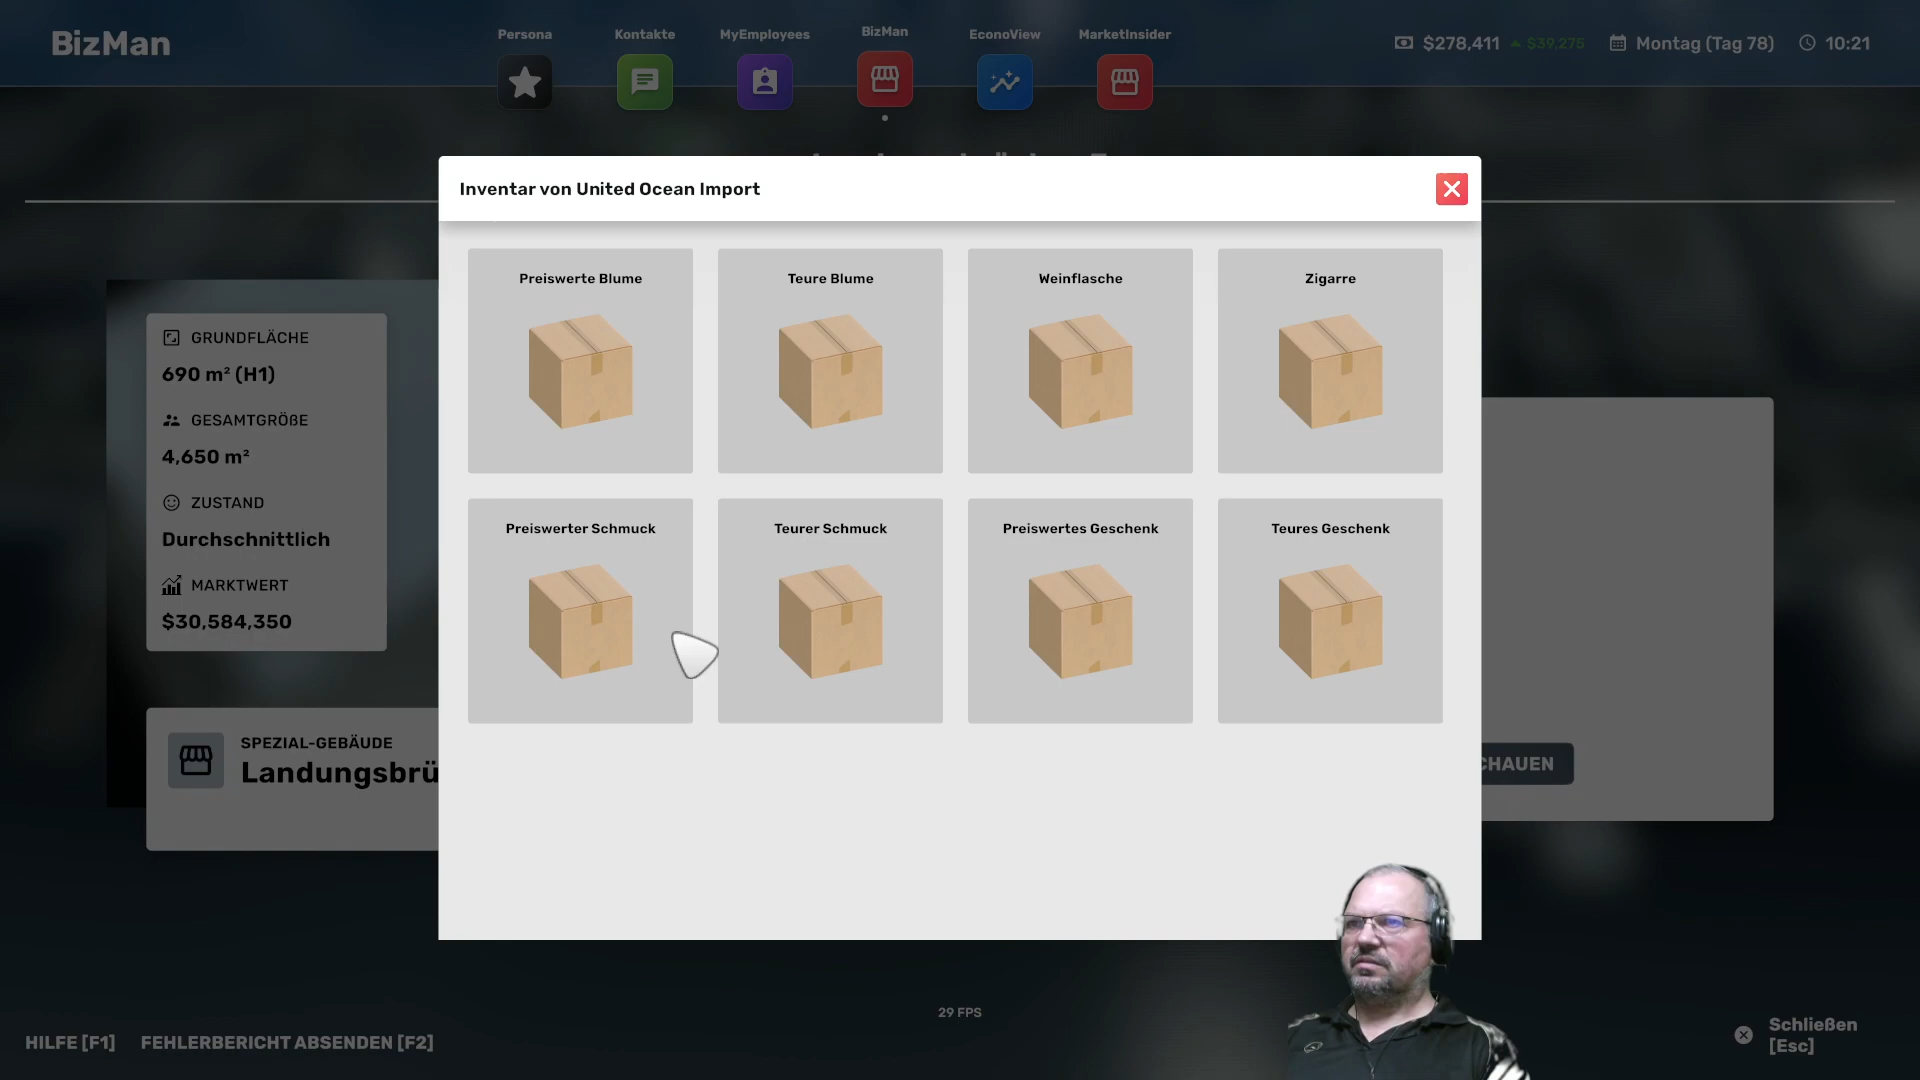 BizMan
Persona
Kontakte
MyEmployees
BizMan
EconoView
MarketInsider
$278,411
$39,275
Montag (Tag 78)
10:21
Inventar von United Ocean Import
Preiswerte Blume
Teure Blume
Weinflasche
Zigarre
Preiswerter Schmuck
Teurer Schmuck
Preiswertes Geschenk
Teures Geschenk
GRUNDFLÄCHE
690 m² (H1)
GESAMTGRÖßE
4,650 m²
ZUSTAND
Durchschnittlich
MARKTWERT
$30,584,350
SPEZIAL-GEBÄUDE
Landungsbrü
CHAUEN
29 FPS
HILFE [F1]
FEHLERBERICHT ABSENDEN [F2]
Schließen
[Esc]